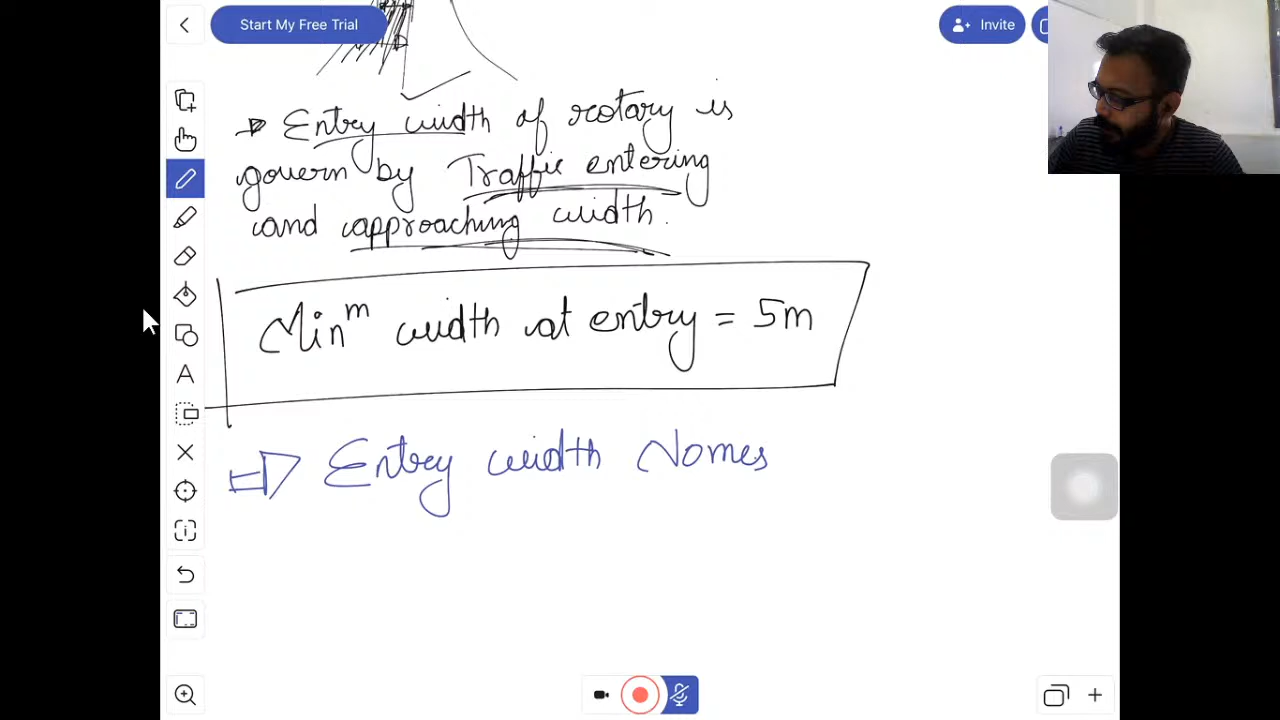 Start My Free Trial
Invite
Entry width of rotary is
govern by Traffic entering
and approaching width.
Minm width at entry = 5m
Entry width Nomes
A